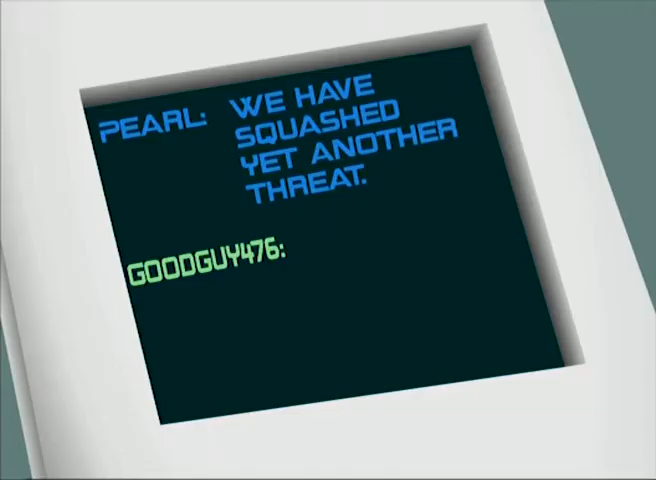 PEARL: WE HAVE
SQUASHED
YET ANOTHER
THREAT.
GOODGUY476: